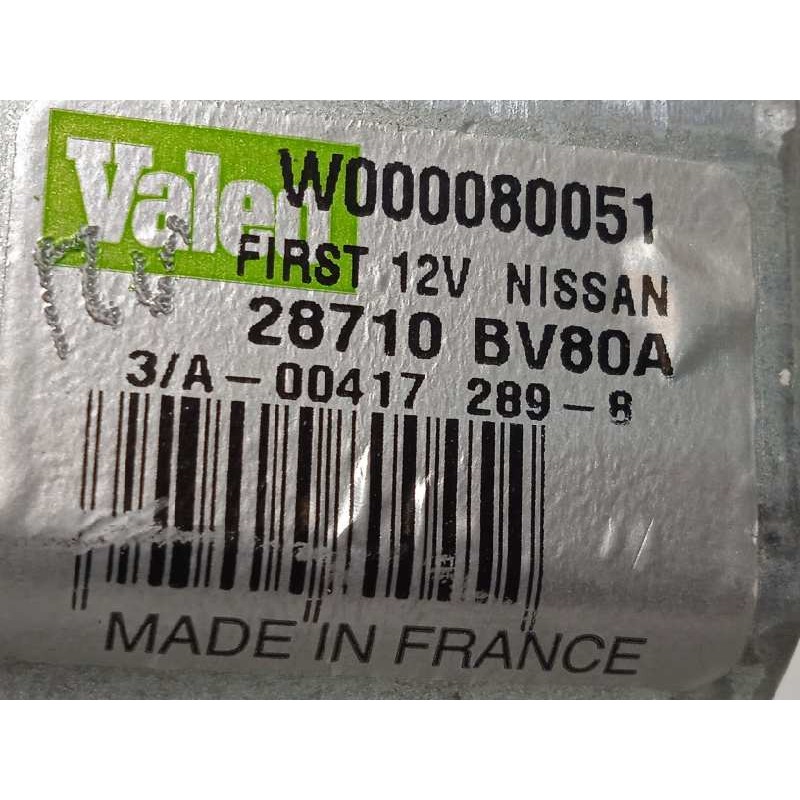 Valeo
W000080051
FIRST 12V NISSAN
28710 BV80A
3/A-00417 289-8
MADE IN FRANCE